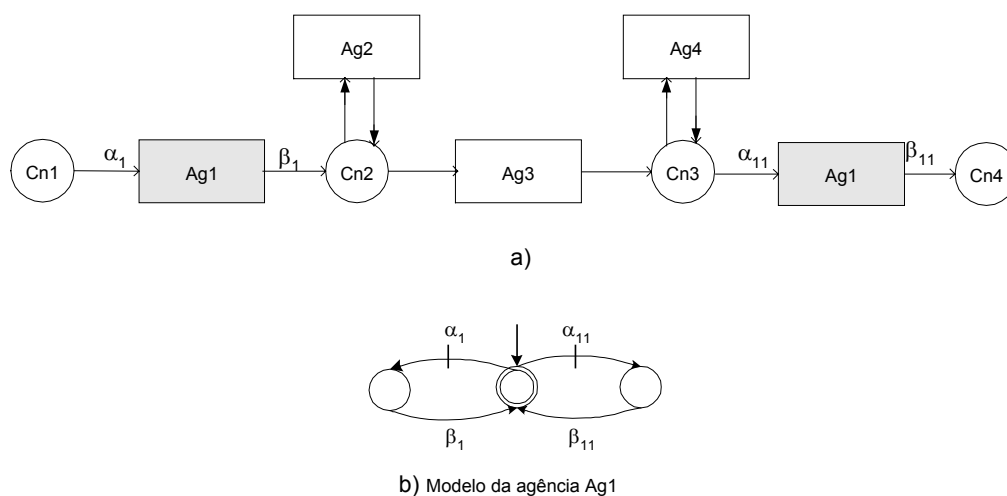 Ag2
Ag4
Cn1
α1
Ag1
β1
Cn2
Ag3
Cn3
α11
Ag1
β11
Cn4
a)
α1
α11
β1
β11
b) Modelo da agência Ag1